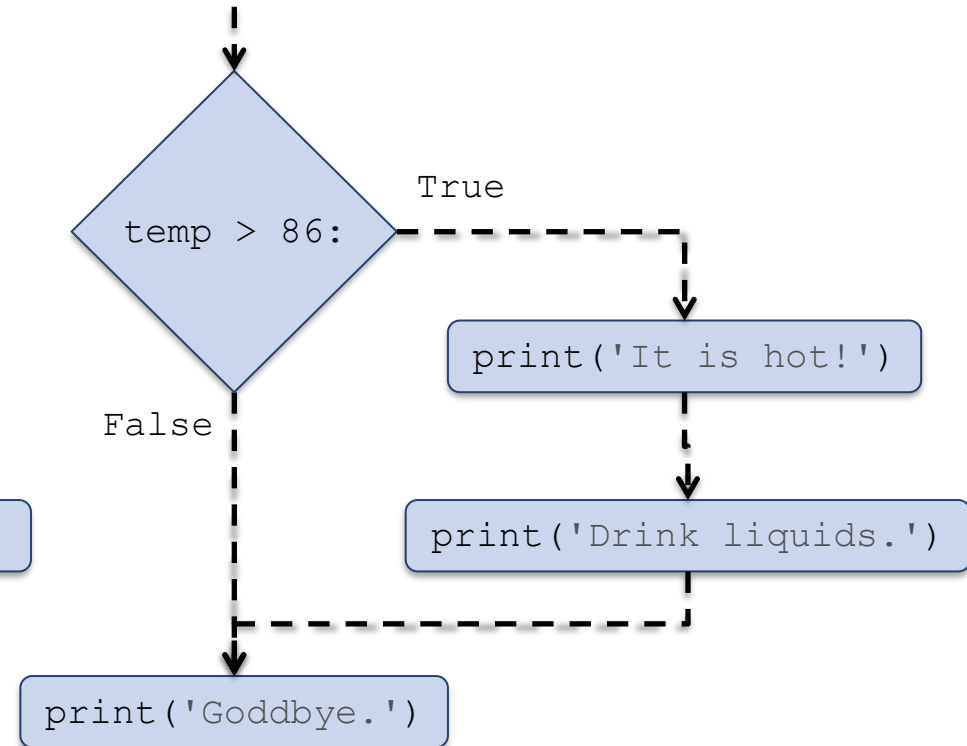 True
temp > 86:
print('It is hot!')
False
print('Drink liquids.')
print('Goddbye.')